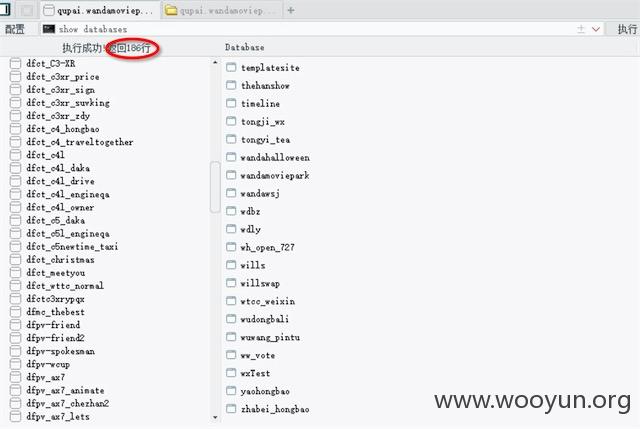 qupai.wandamoviep...
qupai.wandamoviep...
配置
show databases
执行
执行成功!返回186行
Database
dfct_C3-XR
dfct_c3xr_price
dfct_c3xr_sign
dfct_c3xr_suvking
dfct_c3xr_zdy
dfct_c4_hongbao
dfct_c4_traveltogether
dfct_c4l
dfct_c4l_daka
dfct_c4l_drive
dfct_c4l_engineqa
dfct_c4l_owner
dfct_c5_daka
dfct_c5l_engineqa
dfct_c5newtime_taxi
dfct_christmas
dfct_meetyou
dfct_wttc_normal
dfctc3xrypqx
dfmc_thebest
dfpv-friend
dfpv-friend2
dfpv-spokesman
dfpv-wcup
dfpv_ax7
dfpv_ax7_animate
dfpv_ax7_chezhan2
dfpv_ax7_lets
templatesite
thehanshow
timeline
tongji_wx
tongyi_tea
wandahalloween
wandamoviepark
wandawsj
wdbz
wdly
wh_open_727
wills
willswap
wtcc_weixin
wudongbali
wuwang_pintu
ww_vote
wxTest
yaohongbao
zhabei_hongbao
www.wooyun.org